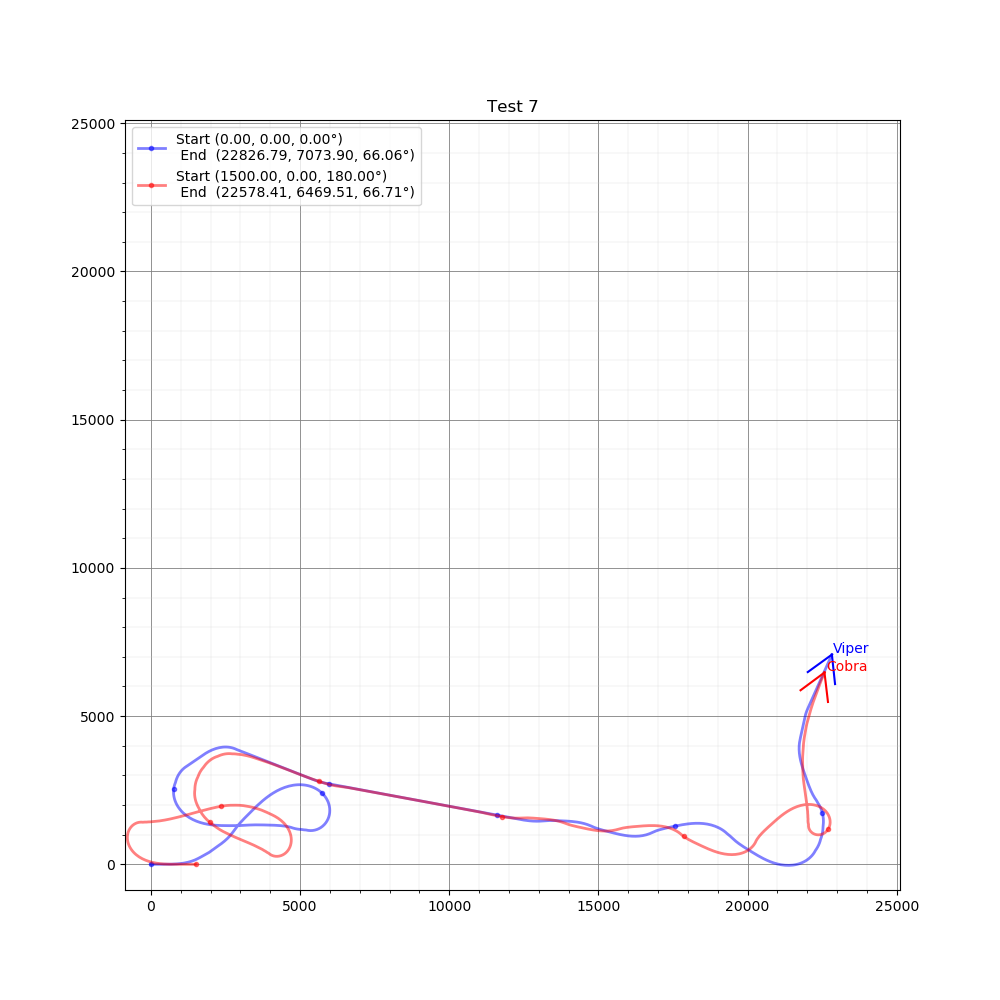 Test 7
Start (0.00, 0.00, 0.00°)
End (22826.79, 7073.90, 66.06°)
Start (1500.00, 0.00, 180.00°)
End (22578.41, 6469.51, 66.71°)
25000
20000
15000
10000
5000
0
Viper
Cobra
0 5000 10000 15000 20000 25000